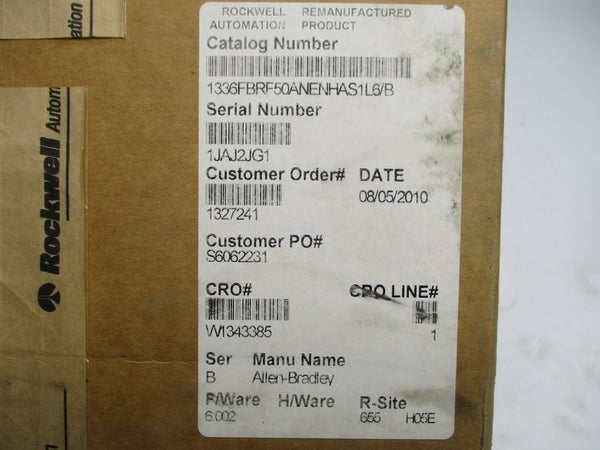 ROCKWELL REMANUFACTURED
AUTOMATION PRODUCT
Catalog Number
1336FBRF50ANENHAS1L6/B
Serial Number
1JAJ2JG1
Customer Order# DATE
1327241 08/05/2010
Customer PO#
S6062231
CRO# CRO LINE#
W1343385 1
Ser Manu Name
B Allen-Bradley
F/Ware H/Ware R-Site
6.002 655 H05E
Rockwell Automation
ation